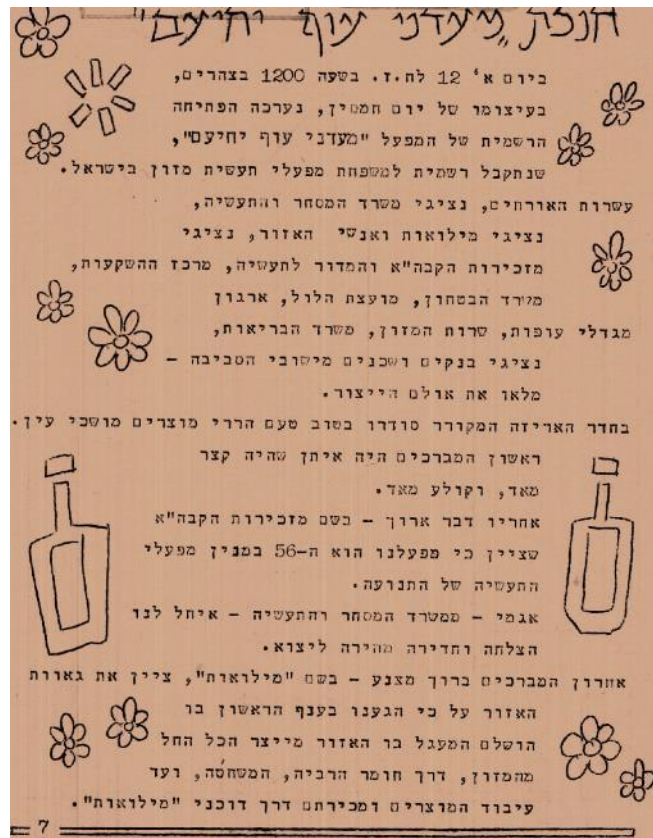 חנוכת "מעדני עוף יחיעם"
ביום א' 12 לח.ז. בשעה 1200 בצהרים,
בעיצומו של יום חמסין, נערכה הפתיחה
הרשמית של המפעל "מעדני עוף יחיעם",
שנתקבל רשמית למשפחת מפעלי תעשית מזון בישראל.
עשרות האורחים, נציגי משרד המסחר והתעשיה,
נציגי מילואות ואנשי האזור, נציגי
מזכירות הקבה"א והמדור לתעשיה, מרכז ההשקעות,
משרד הבטחון, מועצת הלול, ארגון
מגדלי עופות, שרות המזון, משרד הבריאות,
נציגי בנקים ושכנים מישובי הסביבה -
מלאו את אולם הייצור.
בחדר האריזה המקורר סודרו בטוב טעם הררי מוצרים מושכי עין.
ראשון המברכים היה איתן שהיה קצר
מאד, וקולע מאד.
אחריו דבר ארוך - בשם מזכירות הקבה"א
שציין כי מפעלנו הוא ה-56 במנין מפעלי
התעשיה של התנועה.
אגמי - ממשרד המסחר והתעשיה - איחל לנו
הצלחה וחדירה מהירה ליצוא.
אחרון המברכים ברוך מצנע - בשם "מילואות", ציין את גאוות
האזור על כי הגענו בענף הראשון בו
הושלם המעגל בו האזור מייצר הכל החל
מהמזון, דרך חומר הרביה, המשחטה, ועד
עיבוד המוצרים ומכירתם דרך דוכני "מילואות".
7